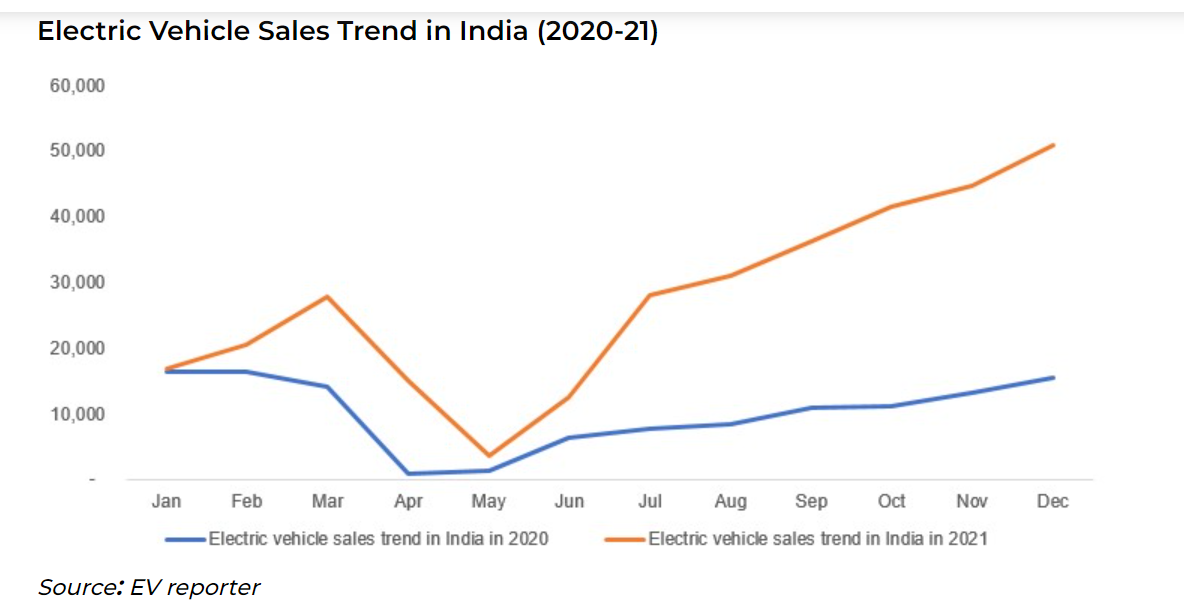 Electric Vehicle Sales Trend in India (2020-21)
60,000
50,000
40,000
30,000
20,000
10,000
-
Jan Feb Mar Apr May Jun Jul Aug Sep Oct Nov Dec
Electric vehicle sales trend in India in 2020 Electric vehicle sales trend in India in 2021
Source: EV reporter